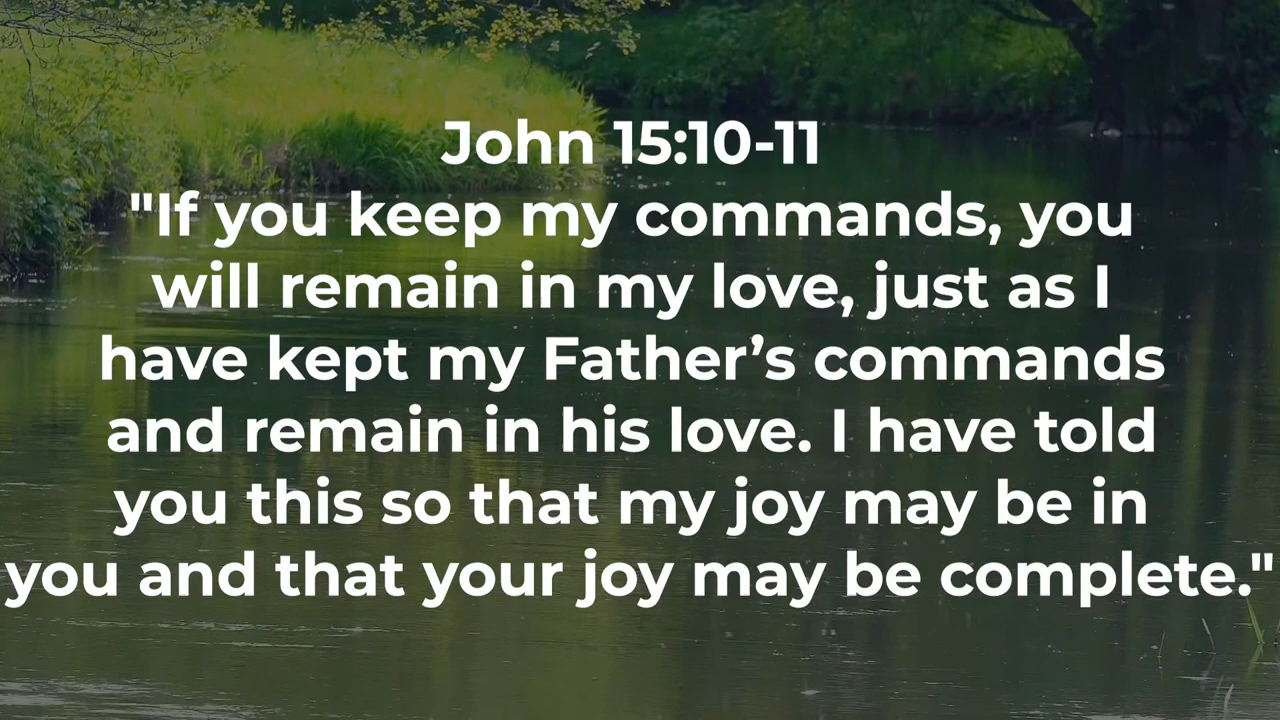 John 15:10-11
"If you keep my commands, you
will remain in my love, just as I
have kept my Father’s commands
and remain in his love. I have told
you this so that my joy may be in
you and that your joy may be complete."